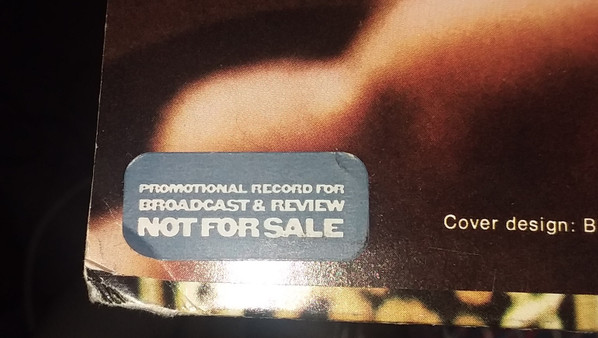 PROMOTIONAL RECORD FOR
BROADCAST & REVIEW
NOT FOR SALE
Cover design: B